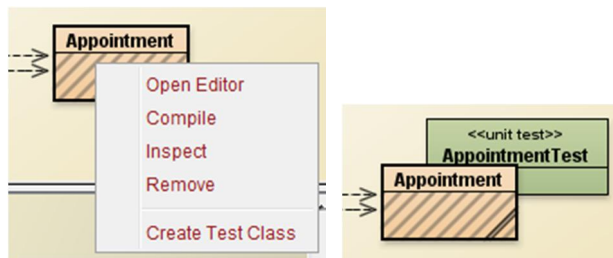 Appointment
Open Editor
Compile
Inspect
Remove
Create Test Class
<<unit test>>
AppointmentTest
Appointment